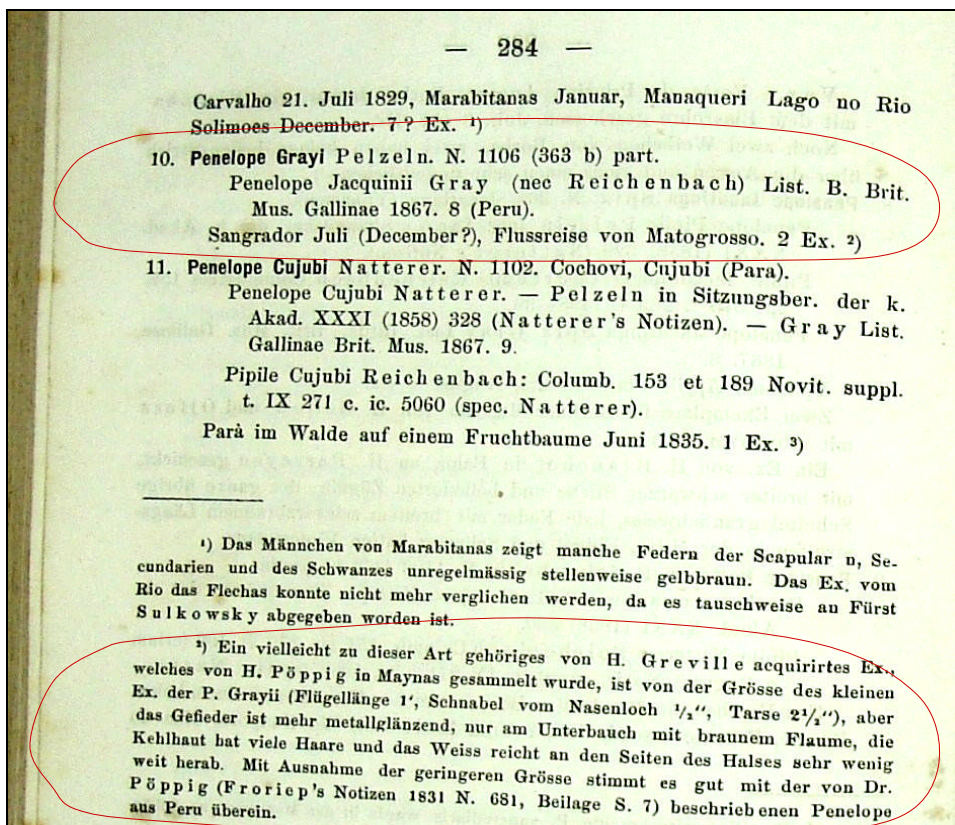 — 284 —
Carvalho 21. Juli 1829, Marabitanas Januar, Manaqueri Lago no Rio
Solimoes December. 7 ? Ex. ¹)
10. Penelope Grayi Pelzeln. N. 1106 (363 b) part.
Penelope Jacquinii Gray (nec Reichenbach) List. B. Brit.
Mus. Gallinae 1867. 8 (Peru).
Sangrador Juli (December?), Flussreise von Matogrosso. 2 Ex. ²)
11. Penelope Cujubi Natterer. N. 1102. Cochovi, Cujubi (Para).
Penelope Cujubi Natterer. — Pelzeln in Sitzungsber. der k.
Akad. XXXI (1858) 328 (Natterer's Notizen). — Gray List.
Gallinae Brit. Mus. 1867. 9.
Pipile Cujubi Reichenbach: Columb. 153 et 189 Novit. suppl.
t. IX 271 c. ic. 5060 (spec. Natterer).
Parà im Walde auf einem Fruchtbaume Juni 1835. 1 Ex. ³)
¹) Das Männchen von Marabitanas zeigt manche Federn der Scapular n, Se-
cundarien und des Schwanzes unregelmässig stellenweise gelbbraun. Das Ex. vom
Rio das Flechas konnte nicht mehr verglichen werden, da es tauschweise an Fürst
Sulkowsky abgegeben worden ist.
²) Ein vielleicht zu dieser Art gehöriges von H. Greville acquirirtes Ex.,
welches von H. Pöppig in Maynas gesammelt wurde, ist von der Grösse des kleinen
Ex. der P. Grayii (Flügellänge 1', Schnabel vom Nasenloch ½", Tarse 2½"), aber
das Gefieder ist mehr metallglänzend, nur am Unterbauch mit braunem Flaume, die
Kehlhaut hat viele Haare und das Weiss reicht an den Seiten des Halses sehr wenig
weit herab. Mit Ausnahme der geringeren Grösse stimmt es gut mit der von Dr.
Pöppig (Froriep's Notizen 1831 N. 681, Beilage S. 7) beschriebenen Penelope
aus Peru überein.